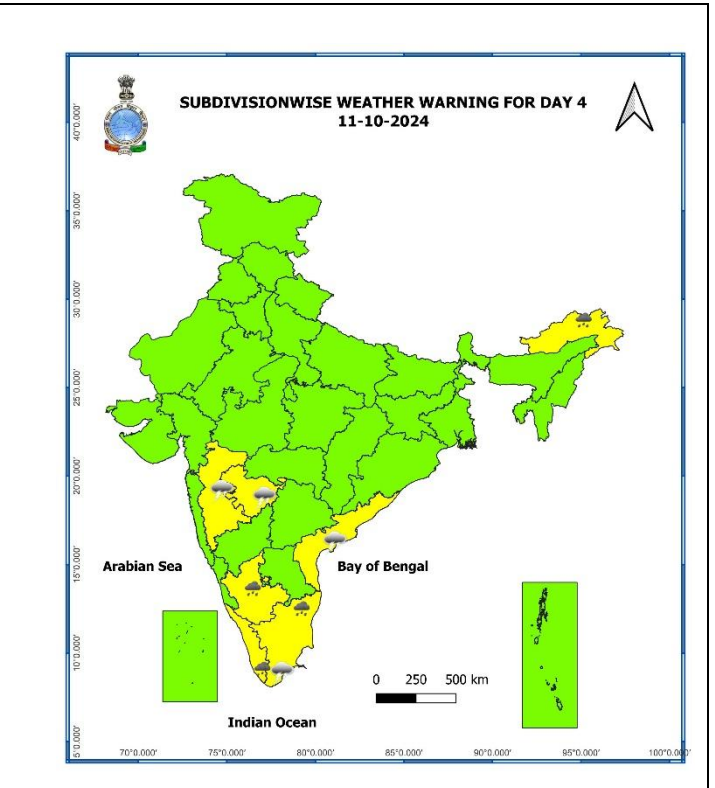 SUBDIVISIONWISE WEATHER WARNING FOR DAY 4
11-10-2024
40°0.000'
35°0.000'
30°0.000'
25°0.000'
20°0.000'
15°0.000'
10°0.000'
5°0.000'
Arabian Sea
Bay of Bengal
0 250 500 km
Indian Ocean
70°0.000' 75°0.000' 80°0.000' 85°0.000' 90°0.000' 95°0.000' 100°0.000'